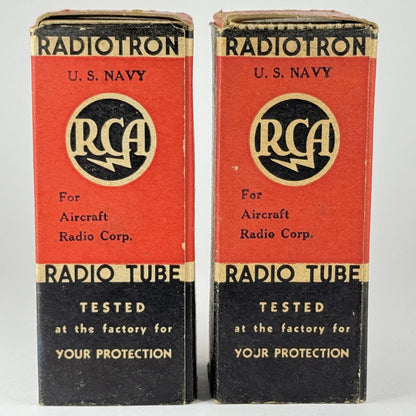 RADIOTRON
U. S. NAVY
RCA
For
Aircraft
Radio Corp.
RADIO TUBE
TESTED
at the factory for
YOUR PROTECTION
RADIOTRON
U. S. NAVY
RCA
For
Aircraft
Radio Corp.
RADIO TUBE
TESTED
at the factory for
YOUR PROTECTION